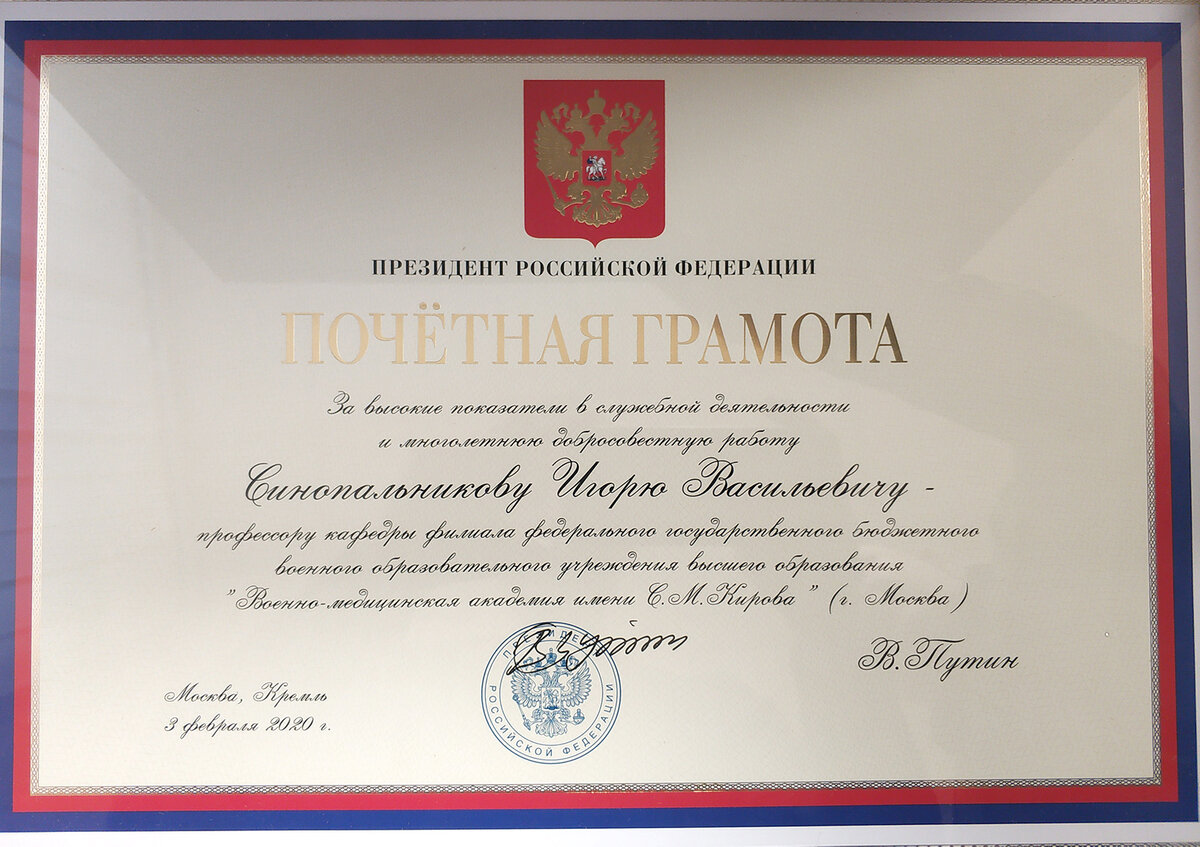 ПРЕЗИДЕНТ РОССИЙСКОЙ ФЕДЕРАЦИИ
ПОЧЁТНАЯ ГРАМОТА
За высокие показатели в служебной деятельности
и многолетнюю добросовестную работу
Синопальникову Игорю Васильевичу -
профессору кафедры филиала федерального государственного бюджетного
военного образовательного учреждения высшего образования
"Военно-медицинская академия имени С.М.Кирова" (г. Москва)
ПРЕЗИДЕНТ РОССИЙСКОЙ ФЕДЕРАЦИИ
В.Путин
Москва, Кремль
3 февраля 2020 г.